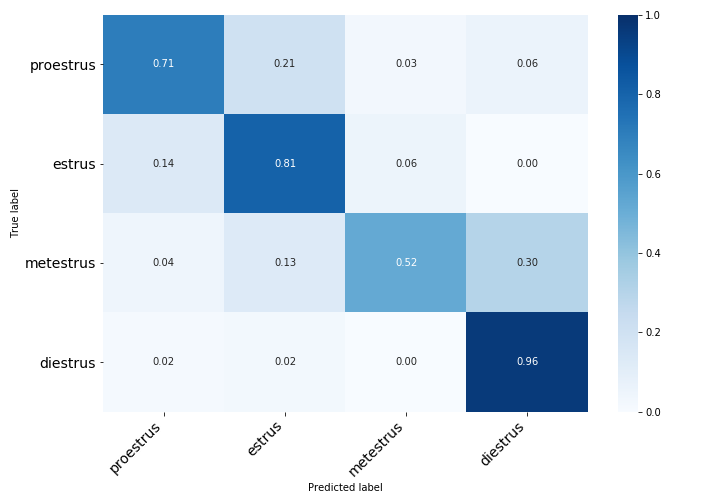 proestrus 0.71 0.21 0.03 0.06
estrus 0.14 0.81 0.06 0.00
metestrus 0.04 0.13 0.52 0.30
diestrus 0.02 0.02 0.00 0.96
True label
proestrus estrus metestrus diestrus
Predicted label
1.0
0.8
0.6
0.4
0.2
0.0